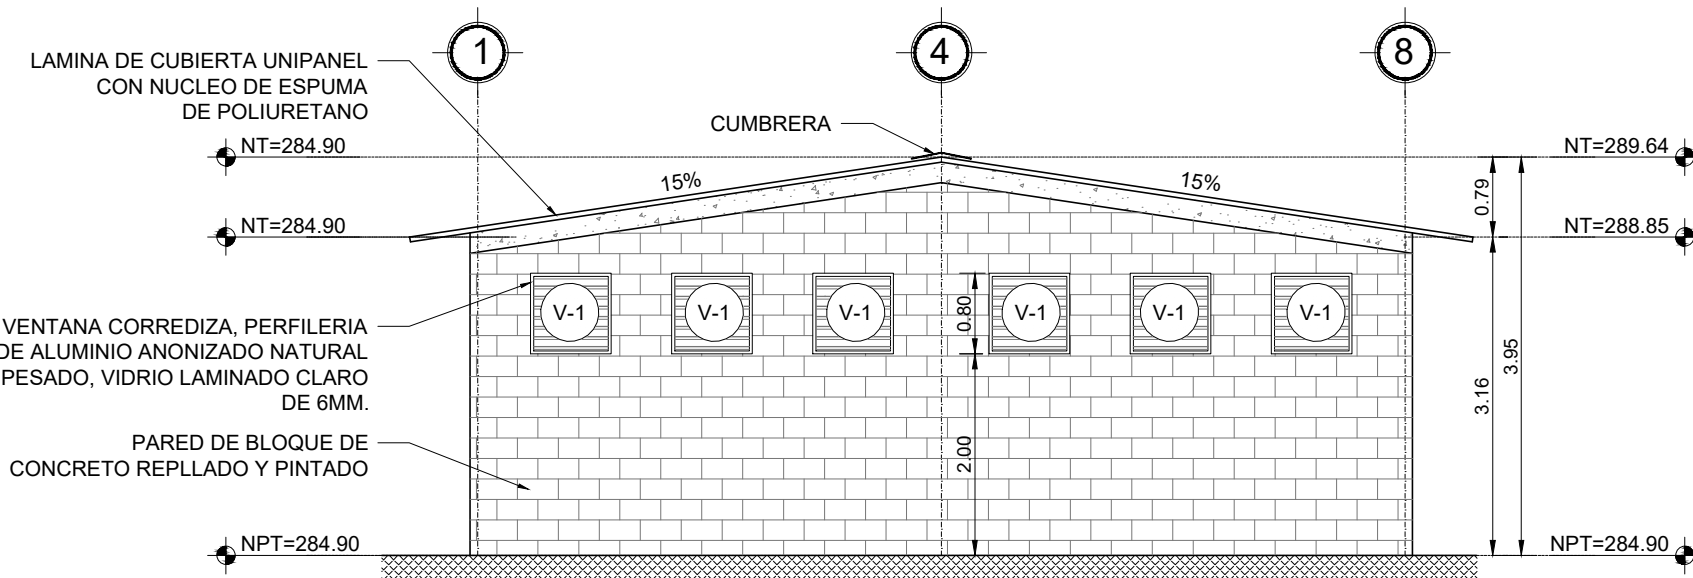 1
4
8
LAMINA DE CUBIERTA UNIPANEL
CON NUCLEO DE ESPUMA
DE POLIURETANO
CUMBRERA
NT=284.90
NT=289.64
15%
15%
0.79
NT=284.90
NT=288.85
V-1
V-1
V-1
V-1
V-1
V-1
0.80
VENTANA CORREDIZA, PERFILERIA
DE ALUMINIO ANONIZADO NATURAL
PESADO, VIDRIO LAMINADO CLARO
DE 6MM.
3.95
3.16
PARED DE BLOQUE DE
CONCRETO REPLLADO Y PINTADO
2.00
NPT=284.90
NPT=284.90